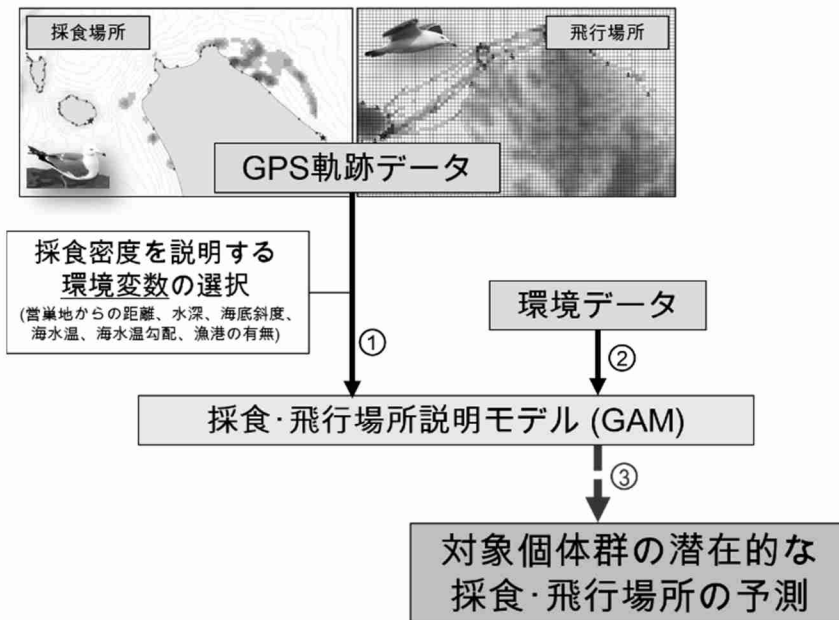 採食場所
飛行場所
GPS軌跡データ
採食密度を説明する
環境変数の選択
(営巣地からの距離、水深、海底斜度、
海水温、海水温勾配、漁港の有無)
環境データ
①
②
採食・飛行場所説明モデル (GAM)
③
対象個体群の潜在的な
採食・飛行場所の予測